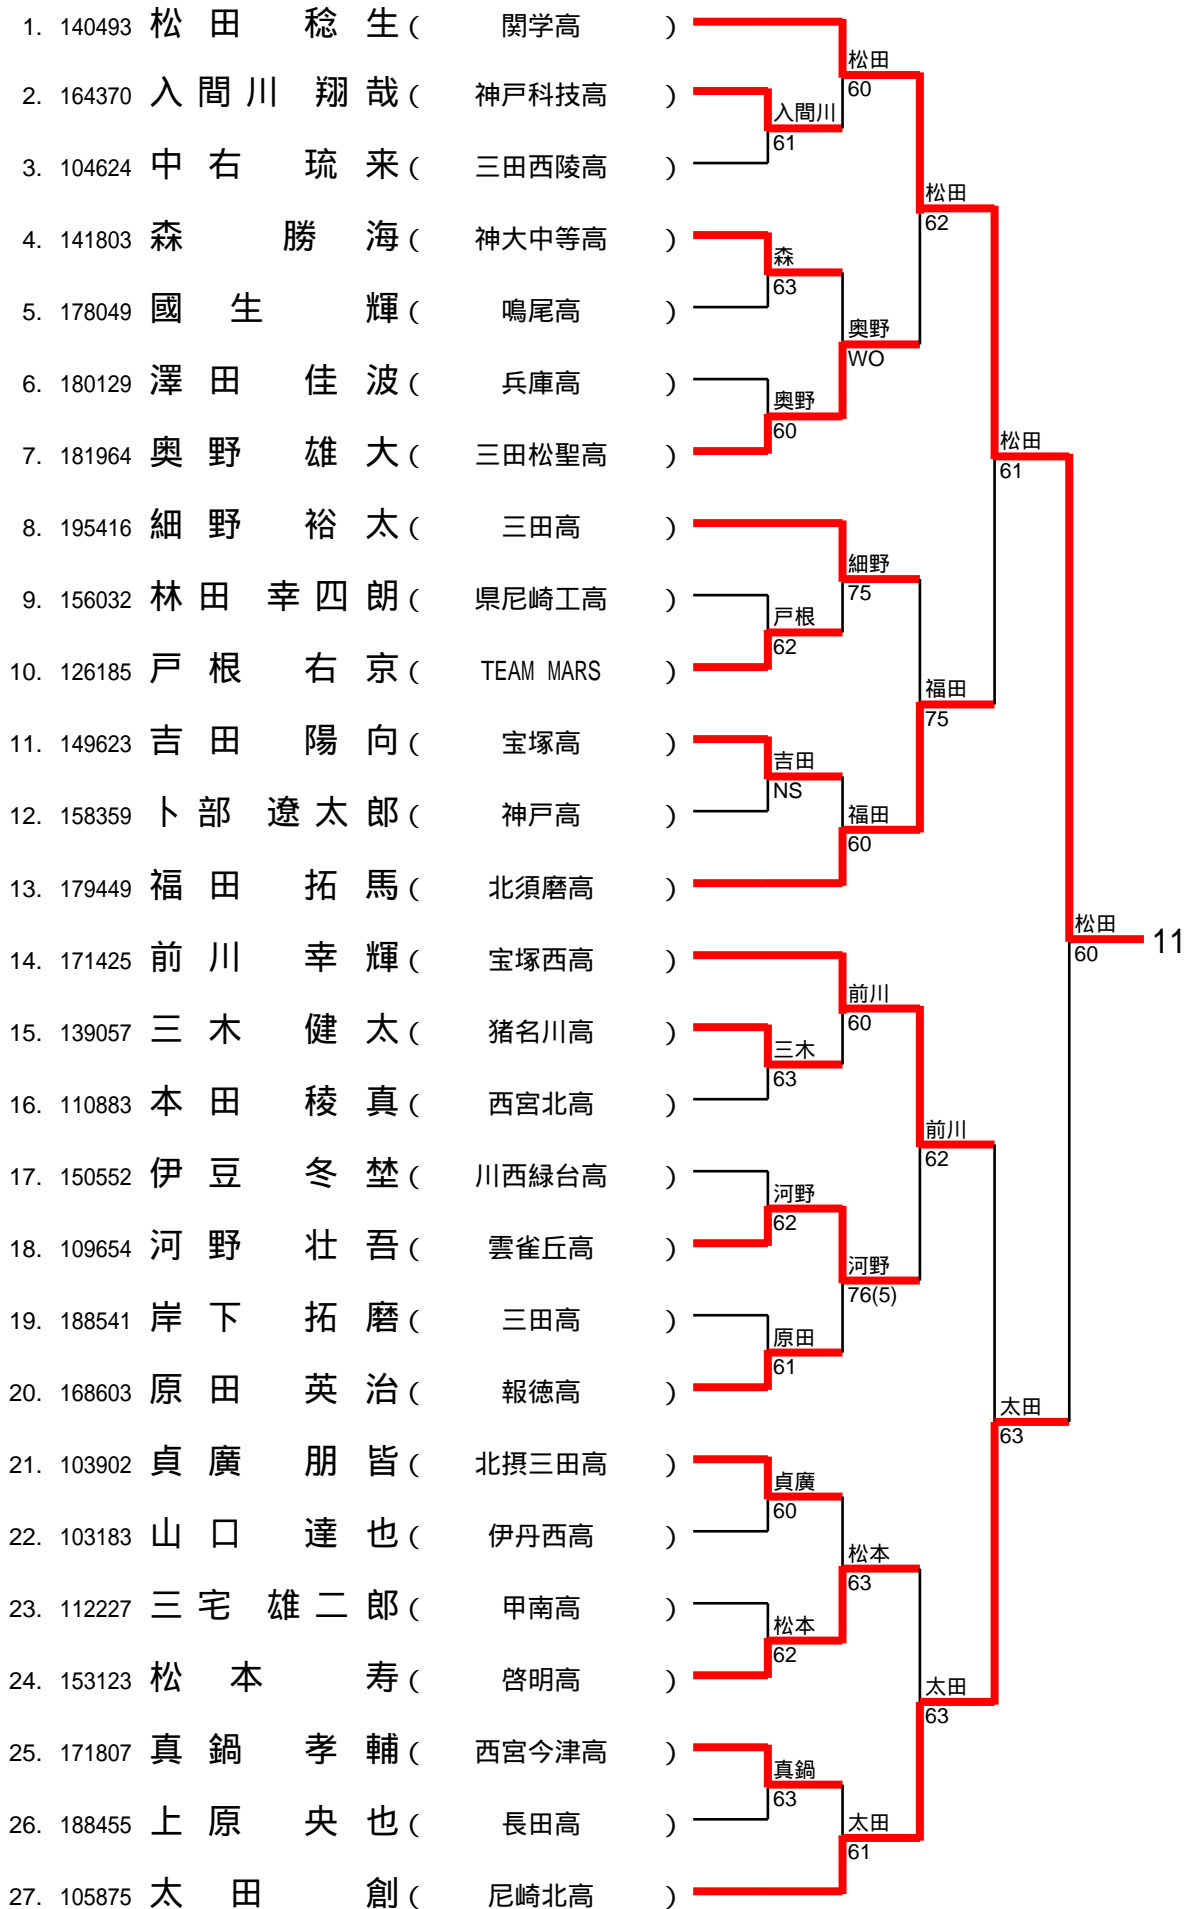 1. 140493 松田 稔生 ( 関学高 )
松田
60
2. 164370 入間川 翔哉 ( 神戸科技高 )
入間川
61
3. 104624 中右 琉来 ( 三田西陵高 )
松田
62
4. 141803 森 勝海 ( 神大中等高 )
森
63
5. 178049 國生 輝 ( 鳴尾高 )
奥野
WO
6. 180129 澤田 佳波 ( 兵庫高 )
奥野
60
7. 181964 奥野 雄大 ( 三田松聖高 )
松田
61
8. 195416 細野 裕太 ( 三田高 )
細野
75
9. 156032 林田 幸四朗 ( 県尼崎工高 )
戸根
62
10. 126185 戸根 右京 ( TEAM MARS )
福田
75
11. 149623 吉田 陽向 ( 宝塚高 )
吉田
NS
12. 158359 卜部 遼太郎 ( 神戸高 )
福田
60
13. 179449 福田 拓馬 ( 北須磨高 )
松田
60
11
14. 171425 前川 幸輝 ( 宝塚西高 )
前川
60
15. 139057 三木 健太 ( 猪名川高 )
三木
63
16. 110883 本田 稜真 ( 西宮北高 )
前川
62
17. 150552 伊豆 冬埜 ( 川西緑台高 )
河野
62
18. 109654 河野 壮吾 ( 雲雀丘高 )
河野
76(5)
19. 188541 岸下 拓磨 ( 三田高 )
原田
61
20. 168603 原田 英治 ( 報徳高 )
太田
63
21. 103902 貞廣 朋皆 ( 北摂三田高 )
貞廣
60
22. 103183 山口 達也 ( 伊丹西高 )
松本
63
23. 112227 三宅 雄二郎 ( 甲南高 )
松本
62
24. 153123 松本 寿 ( 啓明高 )
太田
63
25. 171807 真鍋 孝輔 ( 西宮今津高 )
真鍋
63
26. 188455 上原 央也 ( 長田高 )
太田
61
27. 105875 太田 創 ( 尼崎北高 )